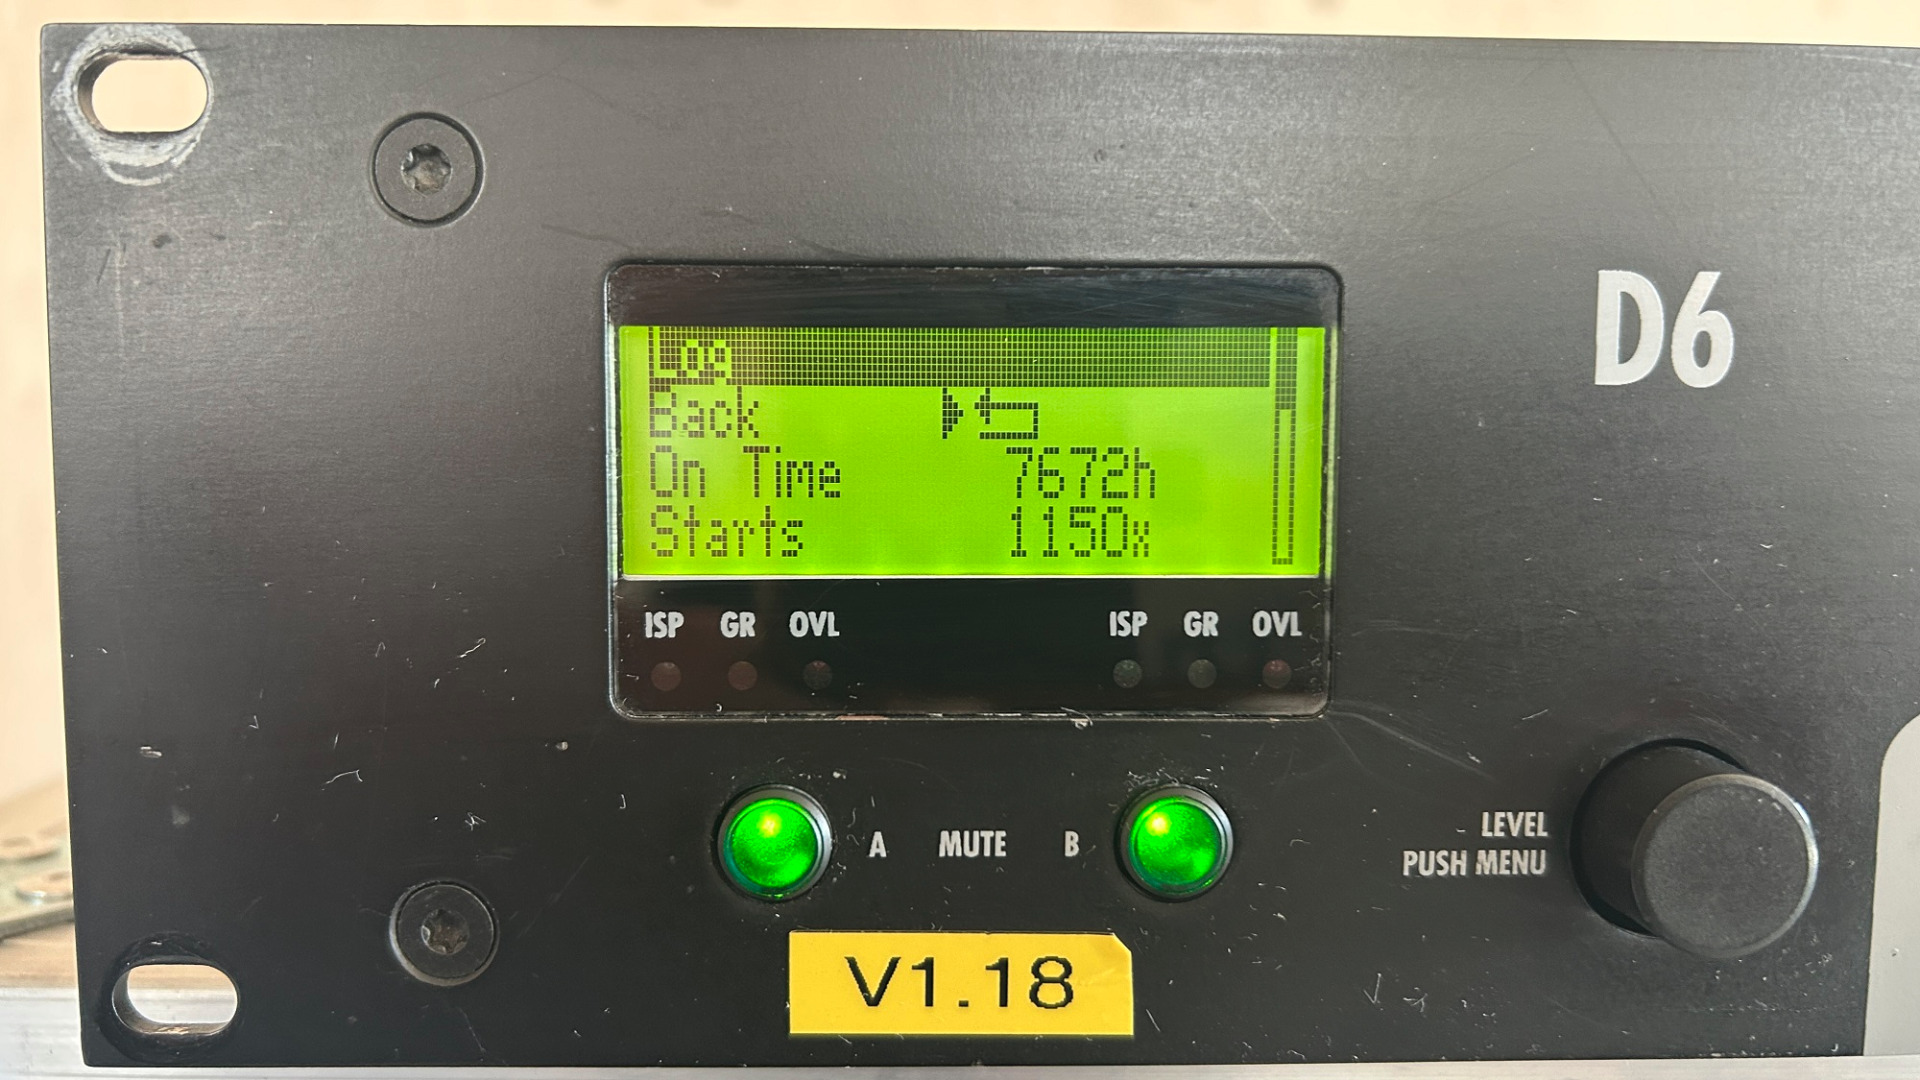 D6
Log
Back
On Time 7672h
Starts 1150x
ISP GR OVL ISP GR OVL
A MUTE B
LEVEL
PUSH MENU
V1.18